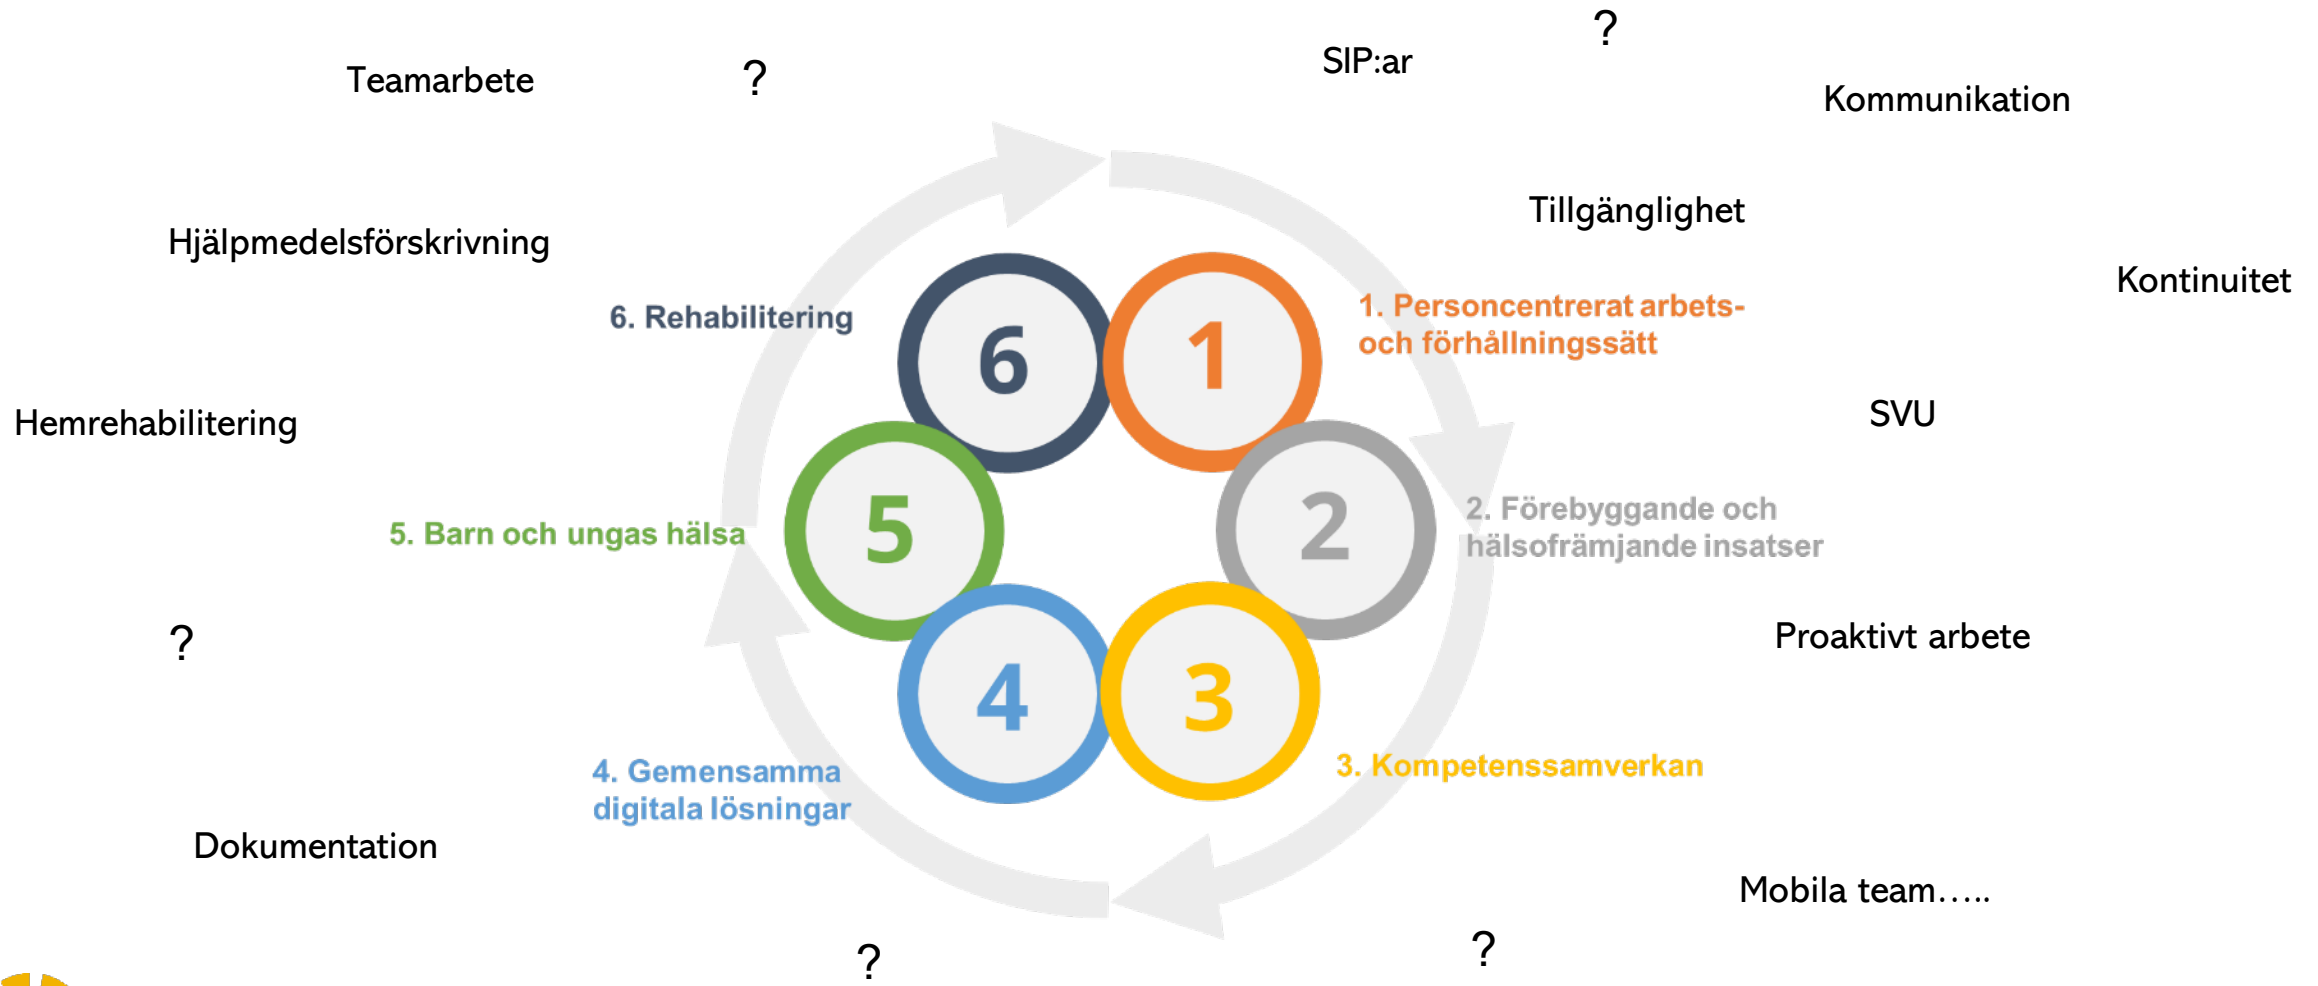 ?
SIP:ar
Teamarbete
?
Kommunikation
Tillgänglighet
Hjälpmedelsförskrivning
Kontinuitet
6. Rehabilitering
1. Personcentrerat arbets-
och förhållningssätt
6
1
Hemrehabilitering
SVU
5. Barn och ungas hälsa
5
2
2. Förebyggande och
hälsofrämjande insatser
?
Proaktivt arbete
4
3
4. Gemensamma
digitala lösningar
3. Kompetenssamverkan
Dokumentation
Mobila team.....
?
?